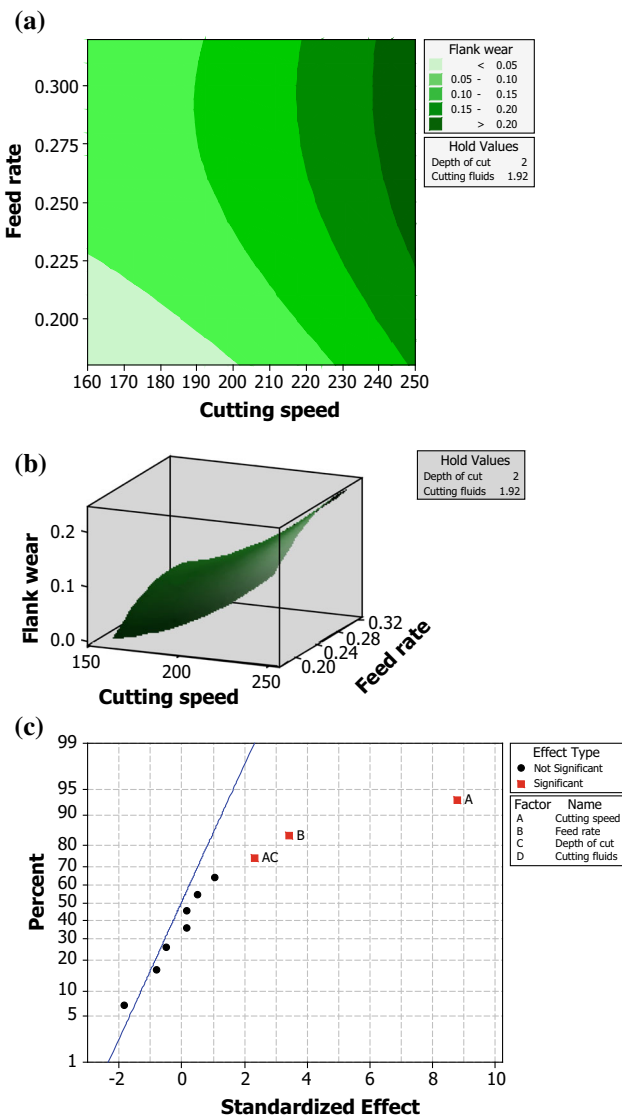 (a)
Feed rate
0.300
0.275
0.250
0.225
0.200
160 170 180 190 200 210 220 230 240 250
Cutting speed
Flank wear
< 0.05
0.05 - 0.10
0.10 - 0.15
0.15 - 0.20
> 0.20
Hold Values
Depth of cut 2
Cutting fluids 1.92
(b)
Flank wear
0.2
0.1
0.0
150 200 250
Cutting speed
0.20 0.24 0.28 0.32
Feed rate
Hold Values
Depth of cut 2
Cutting fluids 1.92
(c)
Percent
99
95
90
80
70
60
50
40
30
20
10
5
1
A
B
AC
-2 0 2 4 6 8 10
Standardized Effect
Effect Type
Not Significant
Significant
Factor Name
A Cutting speed
B Feed rate
C Depth of cut
D Cutting fluids